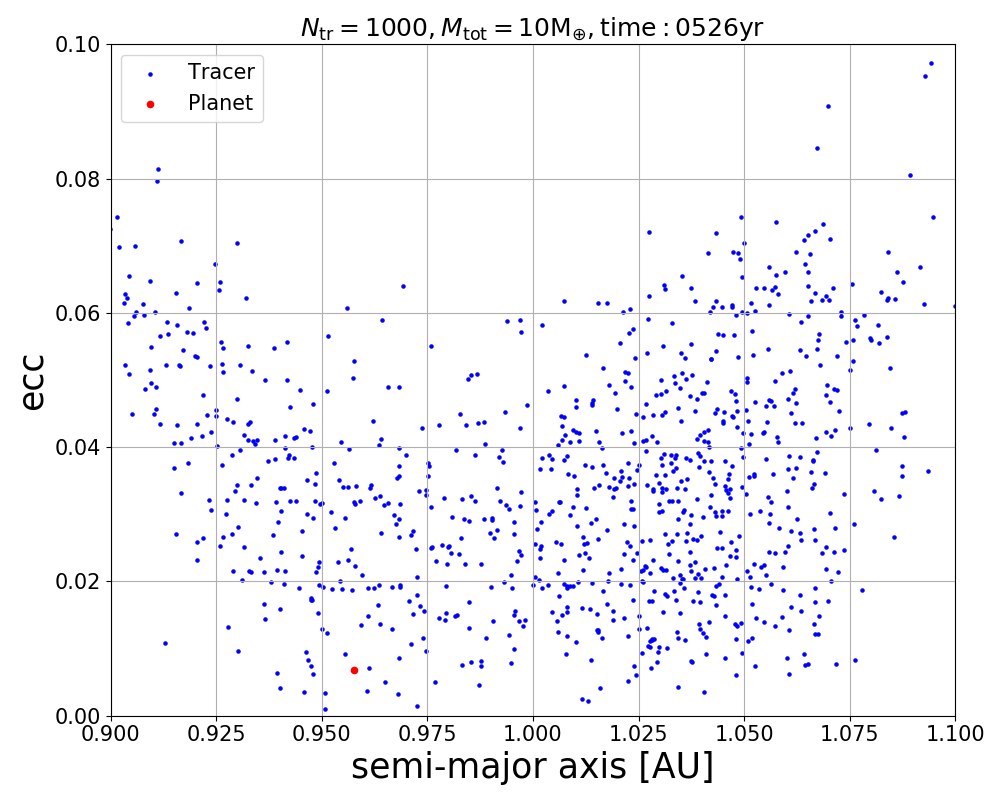 N_tr = 1000, M_tot = 10M_⊕, time : 0526yr
0.10
Tracer
Planet
0.08
0.06
ecc
0.04
0.02
0.00
0.900 0.925 0.950 0.975 1.000 1.025 1.050 1.075 1.100
semi-major axis [AU]